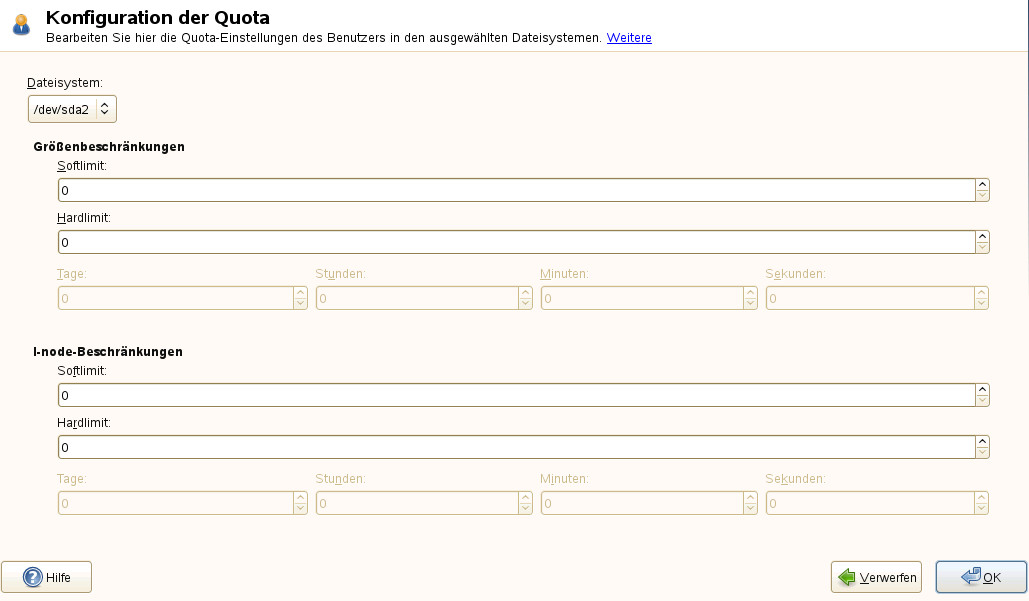 Konfiguration der Quota
Bearbeiten Sie hier die Quota-Einstellungen des Benutzers in den ausgewählten Dateisystemen. Weitere
Dateisystem:
/dev/sda2
Größenbeschränkungen
Softlimit:
0
Hardlimit:
0
Tage: Stunden: Minuten: Sekunden:
0 0 0 0
I-node-Beschränkungen
Softlimit:
0
Hardlimit:
0
Tage: Stunden: Minuten: Sekunden:
0 0 0 0
Hilfe Verwerfen OK